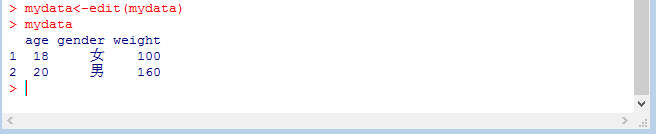 > mydata<-edit(mydata)
> mydata
  age gender weight
1  18     女    100
2  20     男    160
>